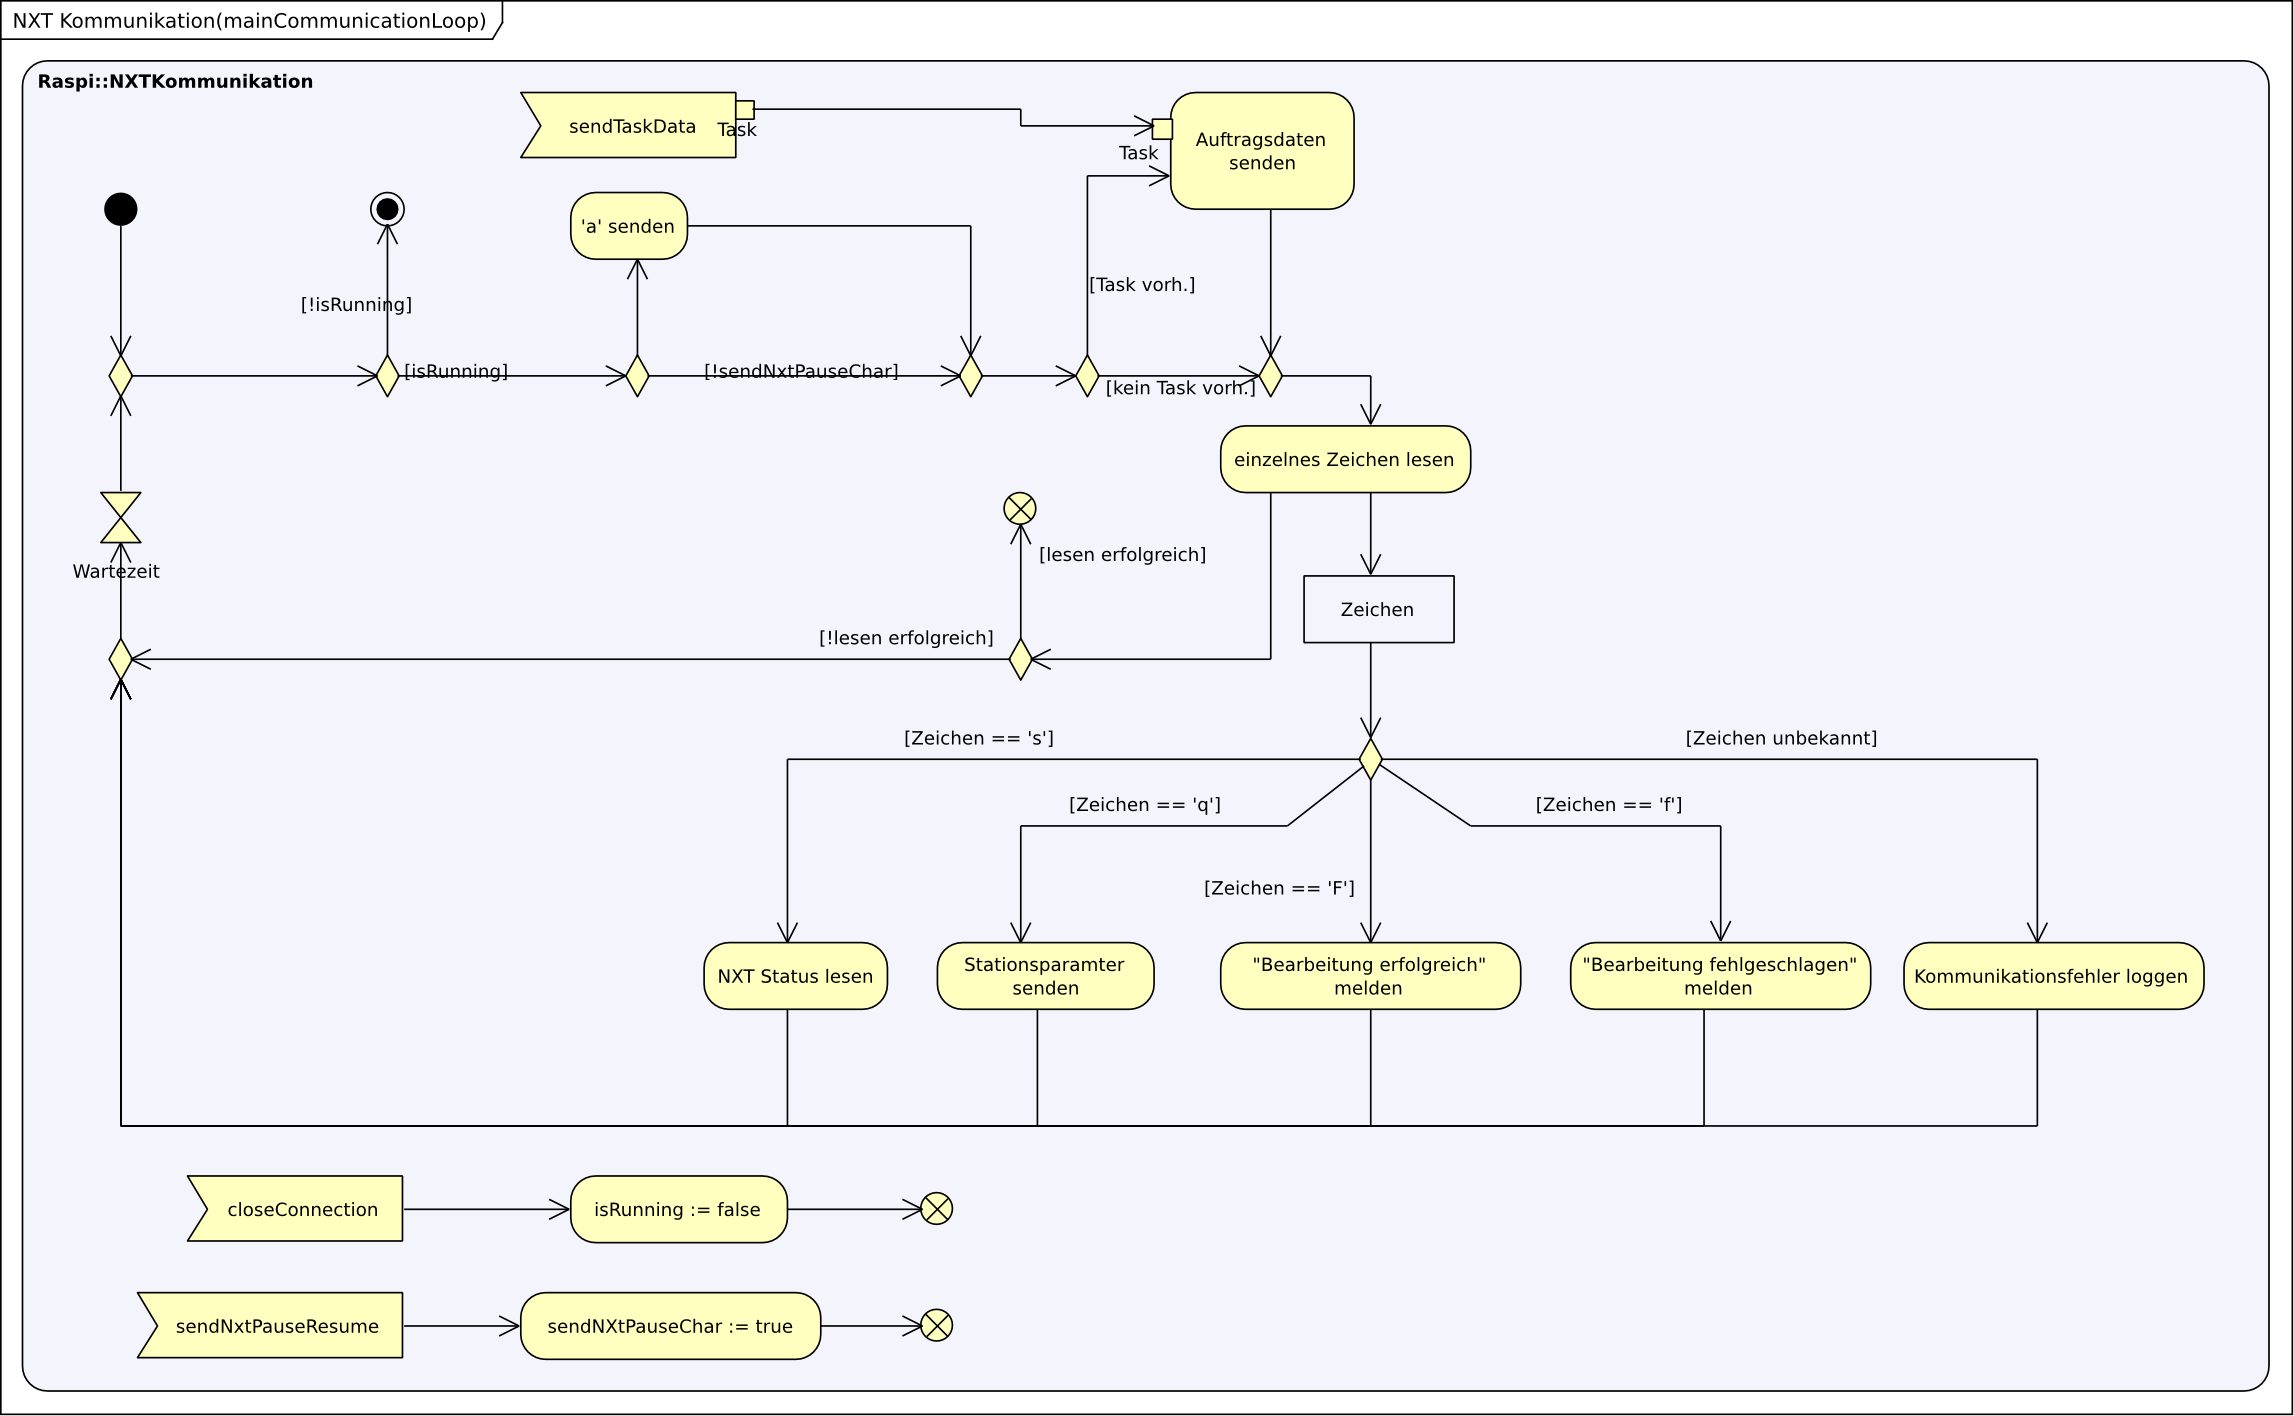 NXT Kommunikation(mainCommunicationLoop)
Raspi::NXTKommunikation
sendTaskData
Task
Task
Auftragsdaten
senden
'a' senden
[Task vorh.]
[!isRunning]
[isRunning]
[!sendNxtPauseChar]
[kein Task vorh.]
einzelnes Zeichen lesen
[lesen erfolgreich]
Wartezeit
Zeichen
[!lesen erfolgreich]
[Zeichen == 's']
[Zeichen unbekannt]
[Zeichen == 'q']
[Zeichen == 'f']
[Zeichen == 'F']
NXT Status lesen
Stationsparamter
senden
"Bearbeitung erfolgreich"
melden
"Bearbeitung fehlgeschlagen"
melden
Kommunikationsfehler loggen
closeConnection
isRunning := false
sendNxtPauseResume
sendNXtPauseChar := true